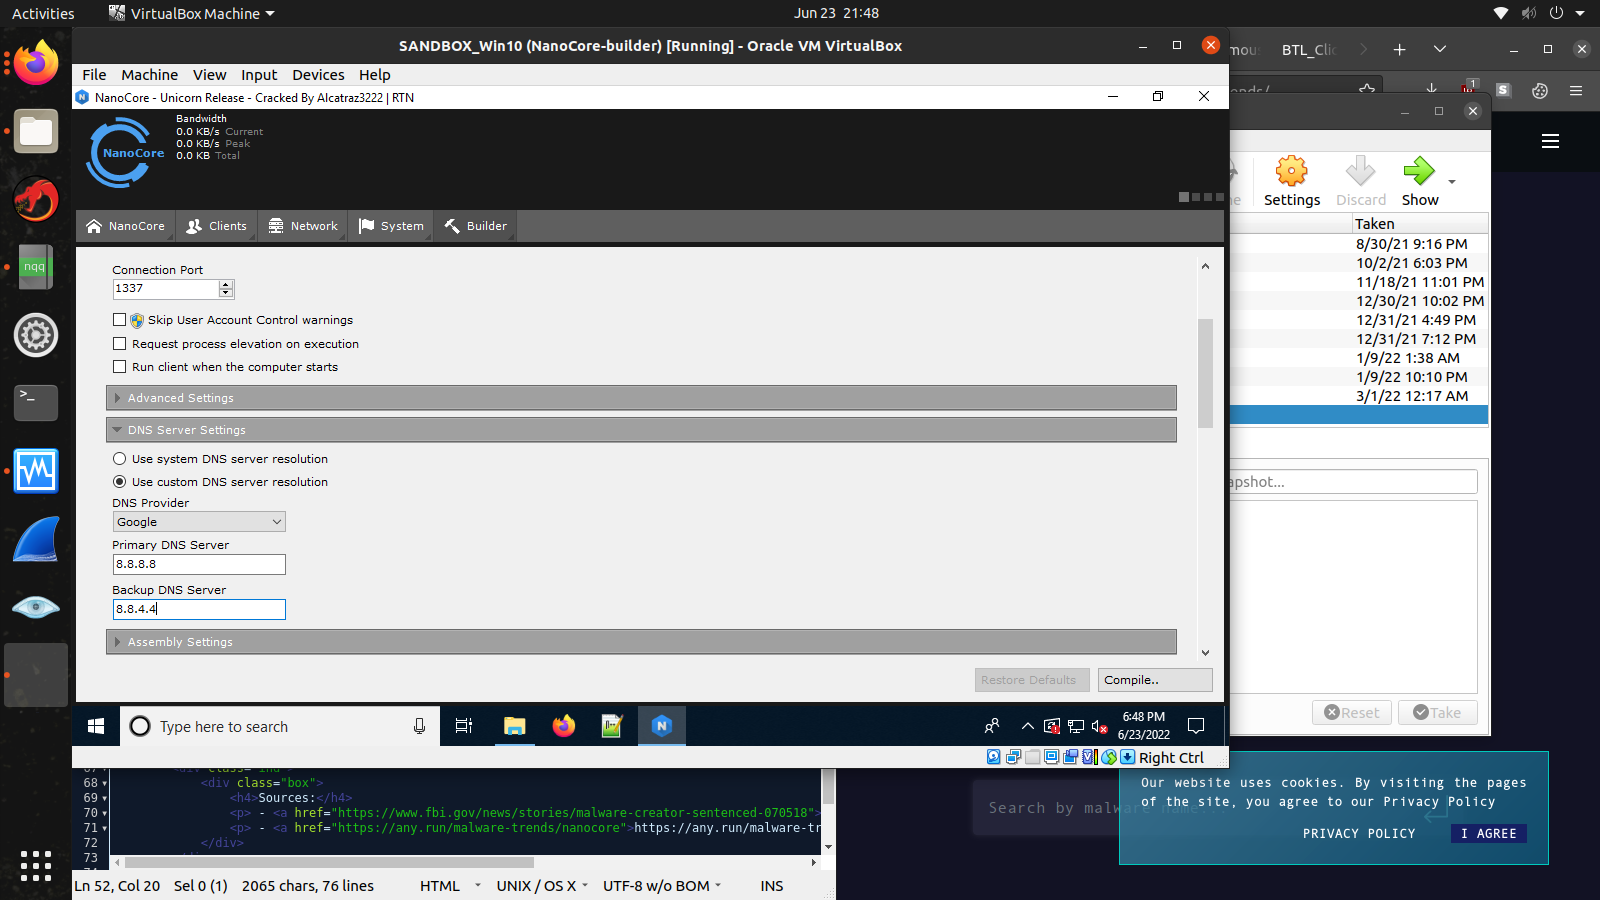 Activities
VirtualBox Machine
Jun 23 21:48
SANDBOX_Win10 (NanoCore-builder) [Running] - Oracle VM VirtualBox
BTL_Clic
File Machine View Input Devices Help
NanoCore - Unicorn Release - Cracked By Alcatraz3222 | RTN
S
1
NanoCore
Bandwidth
0.0 KB/s Current
0.0 KB/s Peak
0.0 KB Total
NanoCore
Clients
Network
System
Builder
Settings
Discard
Show
Taken
8/30/21 9:16 PM
10/2/21 6:03 PM
11/18/21 11:01 PM
12/30/21 10:02 PM
12/31/21 4:49 PM
12/31/21 7:12 PM
1/9/22 1:38 AM
1/9/22 10:10 PM
3/1/22 12:17 AM
nqq
>_
Connection Port
1337
Skip User Account Control warnings
Request process elevation on execution
Run client when the computer starts
Advanced Settings
DNS Server Settings
Use system DNS server resolution
Use custom DNS server resolution
DNS Provider
Google
Primary DNS Server
8.8.8.8
Backup DNS Server
8.8.4.4
Assembly Settings
Restore Defaults
Compile..
apshot...
Reset
Take
Type here to search
6:48 PM
6/23/2022
Right Ctrl
68 <div class="box">
69 <h4>Sources:</h4>
70 <p> - <a href="https://www.fbi.gov/news/stories/malware-creator-sentenced-070518">
71 <p> - <a href="https://any.run/malware-trends/nanocore">https://any.run/malware-tr
72 </div>
73
Ln 52, Col 20 Sel 0 (1) 2065 chars, 76 lines HTML UNIX / OS X UTF-8 w/o BOM INS
Search by malware name..
Our website uses cookies. By visiting the pages
of the site, you agree to our Privacy Policy
PRIVACY POLICY
I AGREE